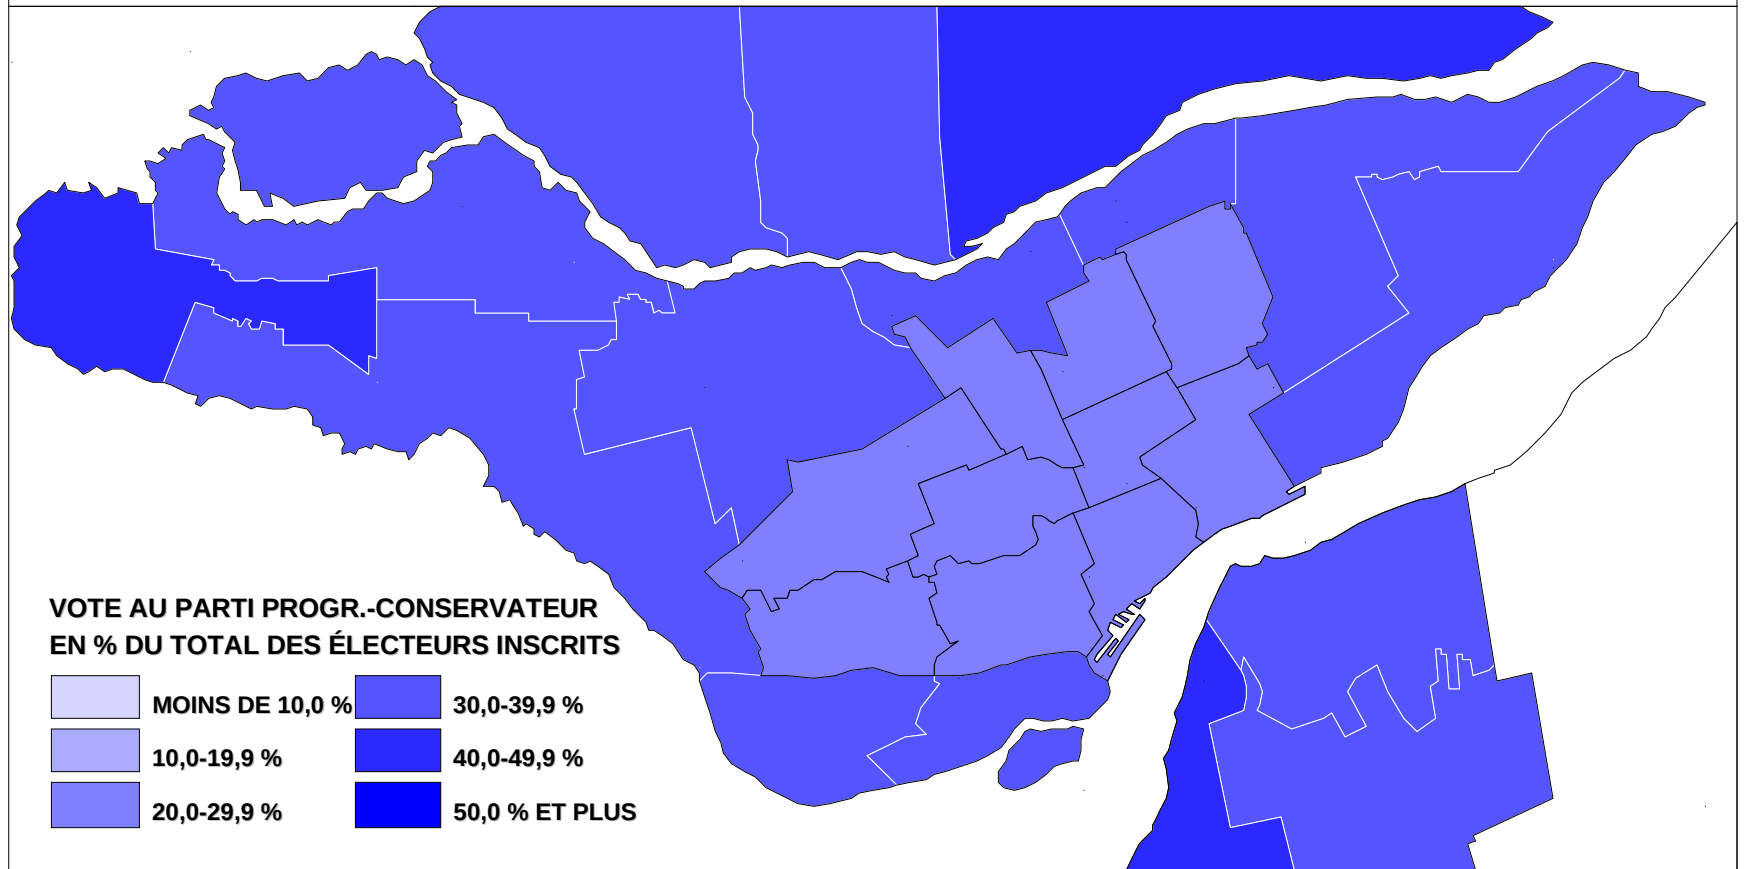 VOTE AU PARTI PROGR.-CONSERVATEUR
EN % DU TOTAL DES ÉLECTEURS INSCRITS
MOINS DE 10,0 %
30,0-39,9 %
10,0-19,9 %
40,0-49,9 %
20,0-29,9 %
50,0 % ET PLUS